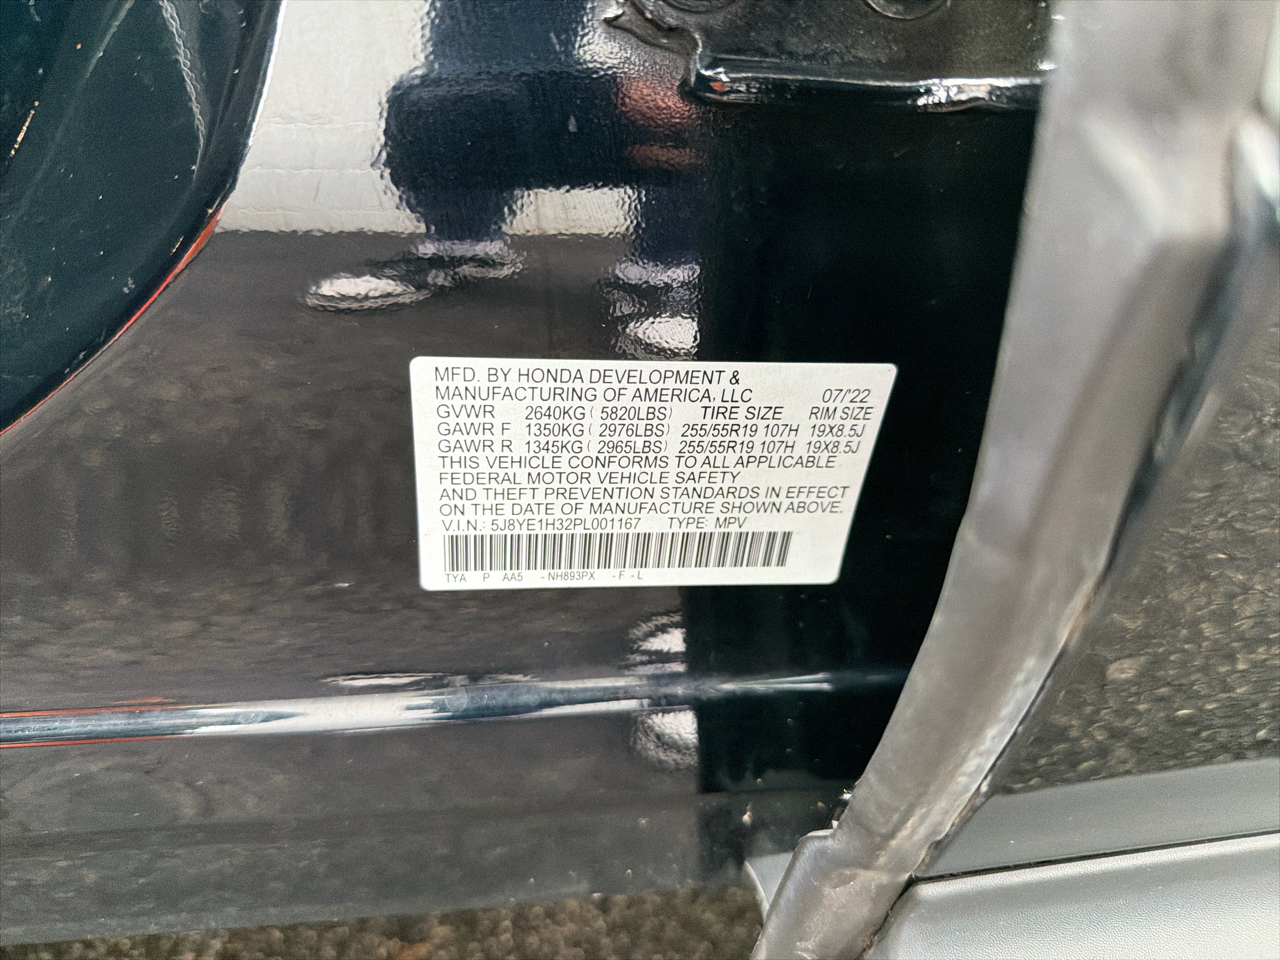 MFD. BY HONDA DEVELOPMENT &
MANUFACTURING OF AMERICA, LLC 07/'22
GVWR 2640KG ( 5820LBS) TIRE SIZE RIM SIZE
GAWR F 1350KG ( 2976LBS) 255/55R19 107H 19X8.5J
GAWR R 1345KG ( 2965LBS) 255/55R19 107H 19X8.5J
THIS VEHICLE CONFORMS TO ALL APPLICABLE
FEDERAL MOTOR VEHICLE SAFETY
AND THEFT PREVENTION STANDARDS IN EFFECT
ON THE DATE OF MANUFACTURE SHOWN ABOVE.
V.I.N.: 5J8YE1H32PL001167 TYPE: MPV
TYA P AA5 - NH893PX - F - L